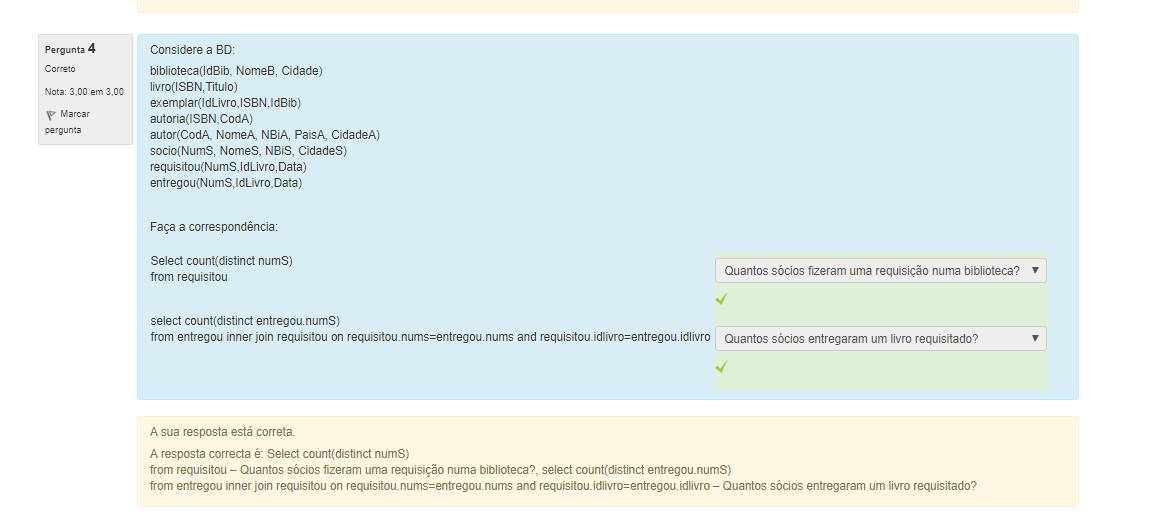 Pergunta 4
Correto
Nota: 3,00 em 3,00
Marcar
pergunta
Considere a BD:
biblioteca(IdBib, NomeB, Cidade)
livro(ISBN,Titulo)
exemplar(IdLivro,ISBN,IdBib)
autoria(ISBN,CodA)
autor(CodA, NomeA, NBiA, PaisA, CidadeA)
socio(NumS, NomeS, NBiS, CidadeS)
requisitou(NumS,IdLivro,Data)
entregou(NumS,IdLivro,Data)
Faça a correspondência:
Select count(distinct numS)
from requisitou
Quantos sócios fizeram uma requisição numa biblioteca?
select count(distinct entregou.numS)
from entregou inner join requisitou on requisitou.nums=entregou.nums and requisitou.idlivro=entregou.idlivro
Quantos sócios entregaram um livro requisitado?
A sua resposta está correta.
A resposta correcta é: Select count(distinct numS)
from requisitou – Quantos sócios fizeram uma requisição numa biblioteca?, select count(distinct entregou.numS)
from entregou inner join requisitou on requisitou.nums=entregou.nums and requisitou.idlivro=entregou.idlivro – Quantos sócios entregaram um livro requisitado?